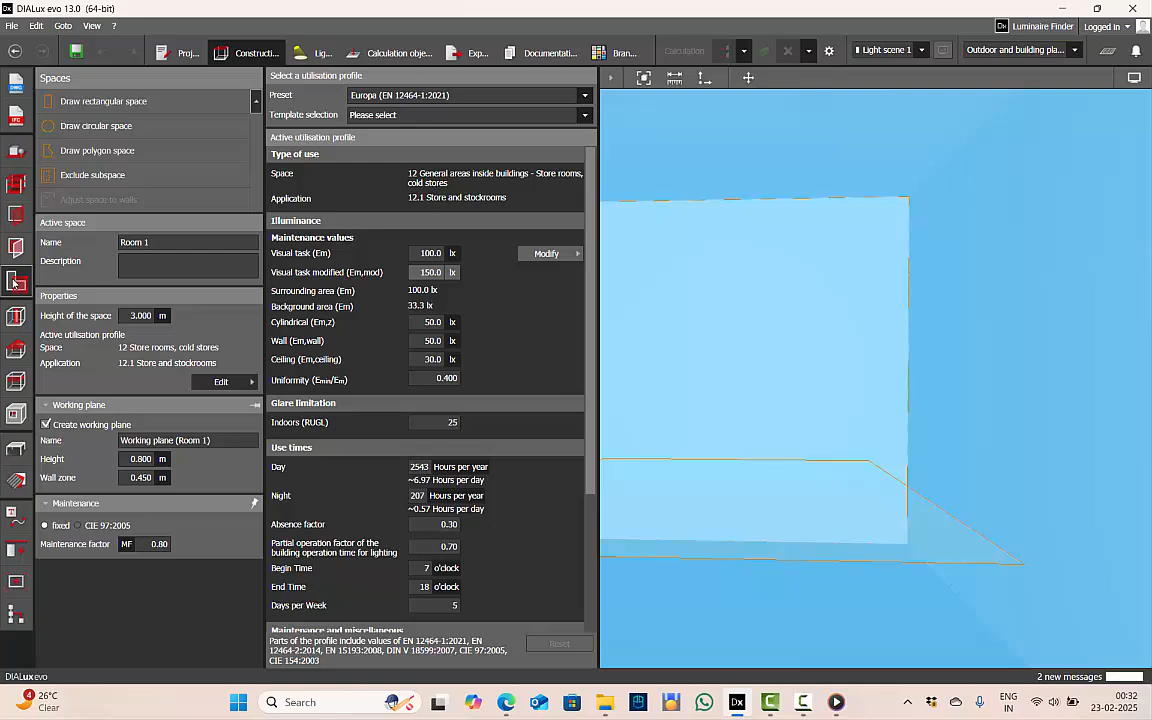 DIALux evo 13.0 (64-bit)
File Edit Goto View ?
Luminaire Finder Logged in
Proj... Constructi... Lig... Calculation obje... Exp... Documentati... Bran... Calculation Light scene 1 Outdoor and building pla...
Spaces
Draw rectangular space
Draw circular space
Draw polygon space
Exclude subspace
Adjust space to walls
Active space
Name Room 1
Description
Properties
Height of the space 3.000 m
Active utilisation profile
Space 12 Store rooms, cold stores
Application 12.1 Store and stockrooms
Edit
Working plane
Create working plane
Name Working plane (Room 1)
Height 0.800 m
Wall zone 0.450 m
Maintenance
fixed CIE 97:2005
Maintenance factor MF 0.80
Select a utilisation profile
Preset Europa (EN 12464-1:2021)
Template selection Please select
Active utilisation profile
Type of use
Space 12 General areas inside buildings - Store rooms,
cold stores
Application 12.1 Store and stockrooms
Illuminance
Maintenance values
Visual task (Em) 100.0 lx Modify
Visual task modified (Em,mod) 150.0 lx
Surrounding area (Em) 100.0 lx
Background area (Em) 33.3 lx
Cylindrical (Em,z) 50.0 lx
Wall (Em,wall) 50.0 lx
Ceiling (Em,ceiling) 30.0 lx
Uniformity (Emin/Em) 0.400
Glare limitation
Indoors (RUGL) 25
Use times
Day 2543 Hours per year
~6.97 Hours per day
Night 207 Hours per year
~0.57 Hours per day
Absence factor 0.30
Partial operation factor of the
building operation time for lighting 0.70
Begin Time 7 o'clock
End Time 18 o'clock
Days per Week 5
Maintenance and miscellaneous
Parts of the profile include values of EN 12464-1:2021, EN
12464-2:2014, EN 15193:2008, DIN V 18599:2007, CIE 97:2005,
CIE 154:2003
Reset
DIALux evo
2 new messages
4 26°C
Clear
Search
ENG
IN
00:32
23-02-2025